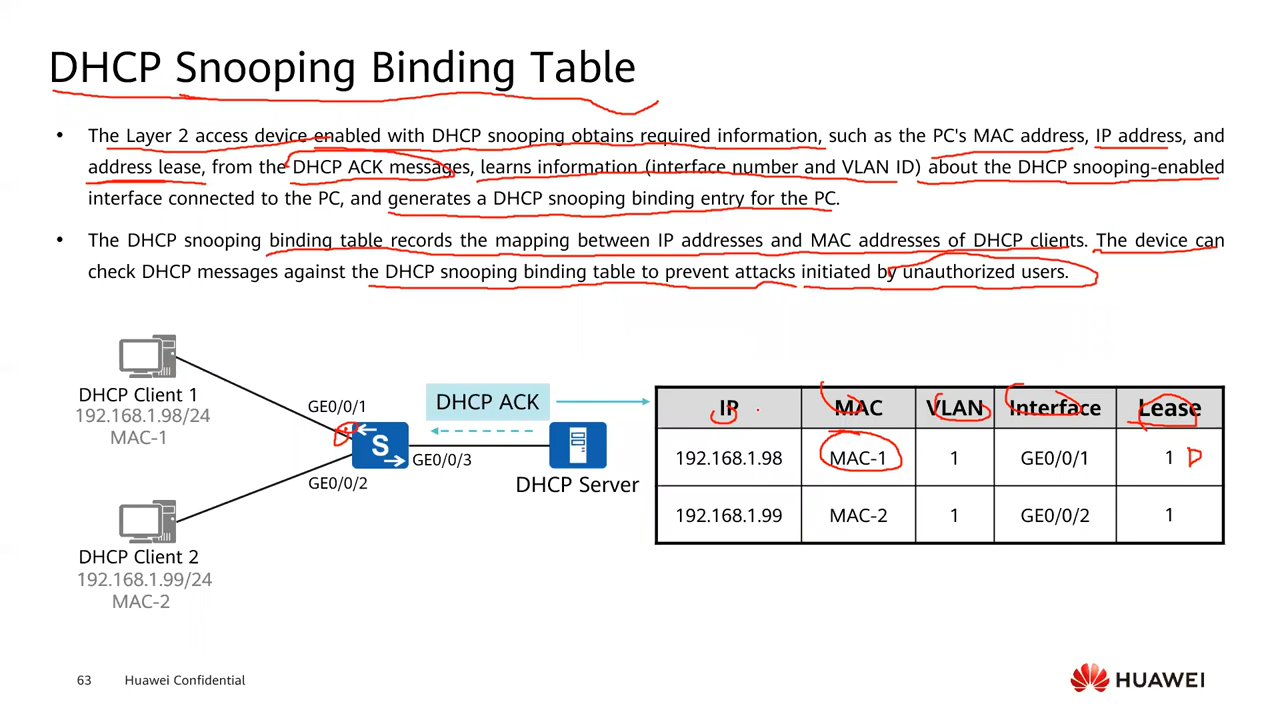 DHCP Snooping Binding Table
• The Layer 2 access device enabled with DHCP snooping obtains required information, such as the PC's MAC address, IP address, and
address lease, from the DHCP ACK messages, learns information (interface number and VLAN ID) about the DHCP snooping-enabled
interface connected to the PC, and generates a DHCP snooping binding entry for the PC.
• The DHCP snooping binding table records the mapping between IP addresses and MAC addresses of DHCP clients. The device can
check DHCP messages against the DHCP snooping binding table to prevent attacks initiated by unauthorized users.
DHCP Client 1
192.168.1.98/24
MAC-1
GE0/0/1
S
GE0/0/2
GE0/0/3
DHCP ACK
DHCP Server
DHCP Client 2
192.168.1.99/24
MAC-2
IP MAC VLAN Interface Lease
192.168.1.98 MAC-1 1 GE0/0/1 1 D
192.168.1.99 MAC-2 1 GE0/0/2 1
63 Huawei Confidential
HUAWEI